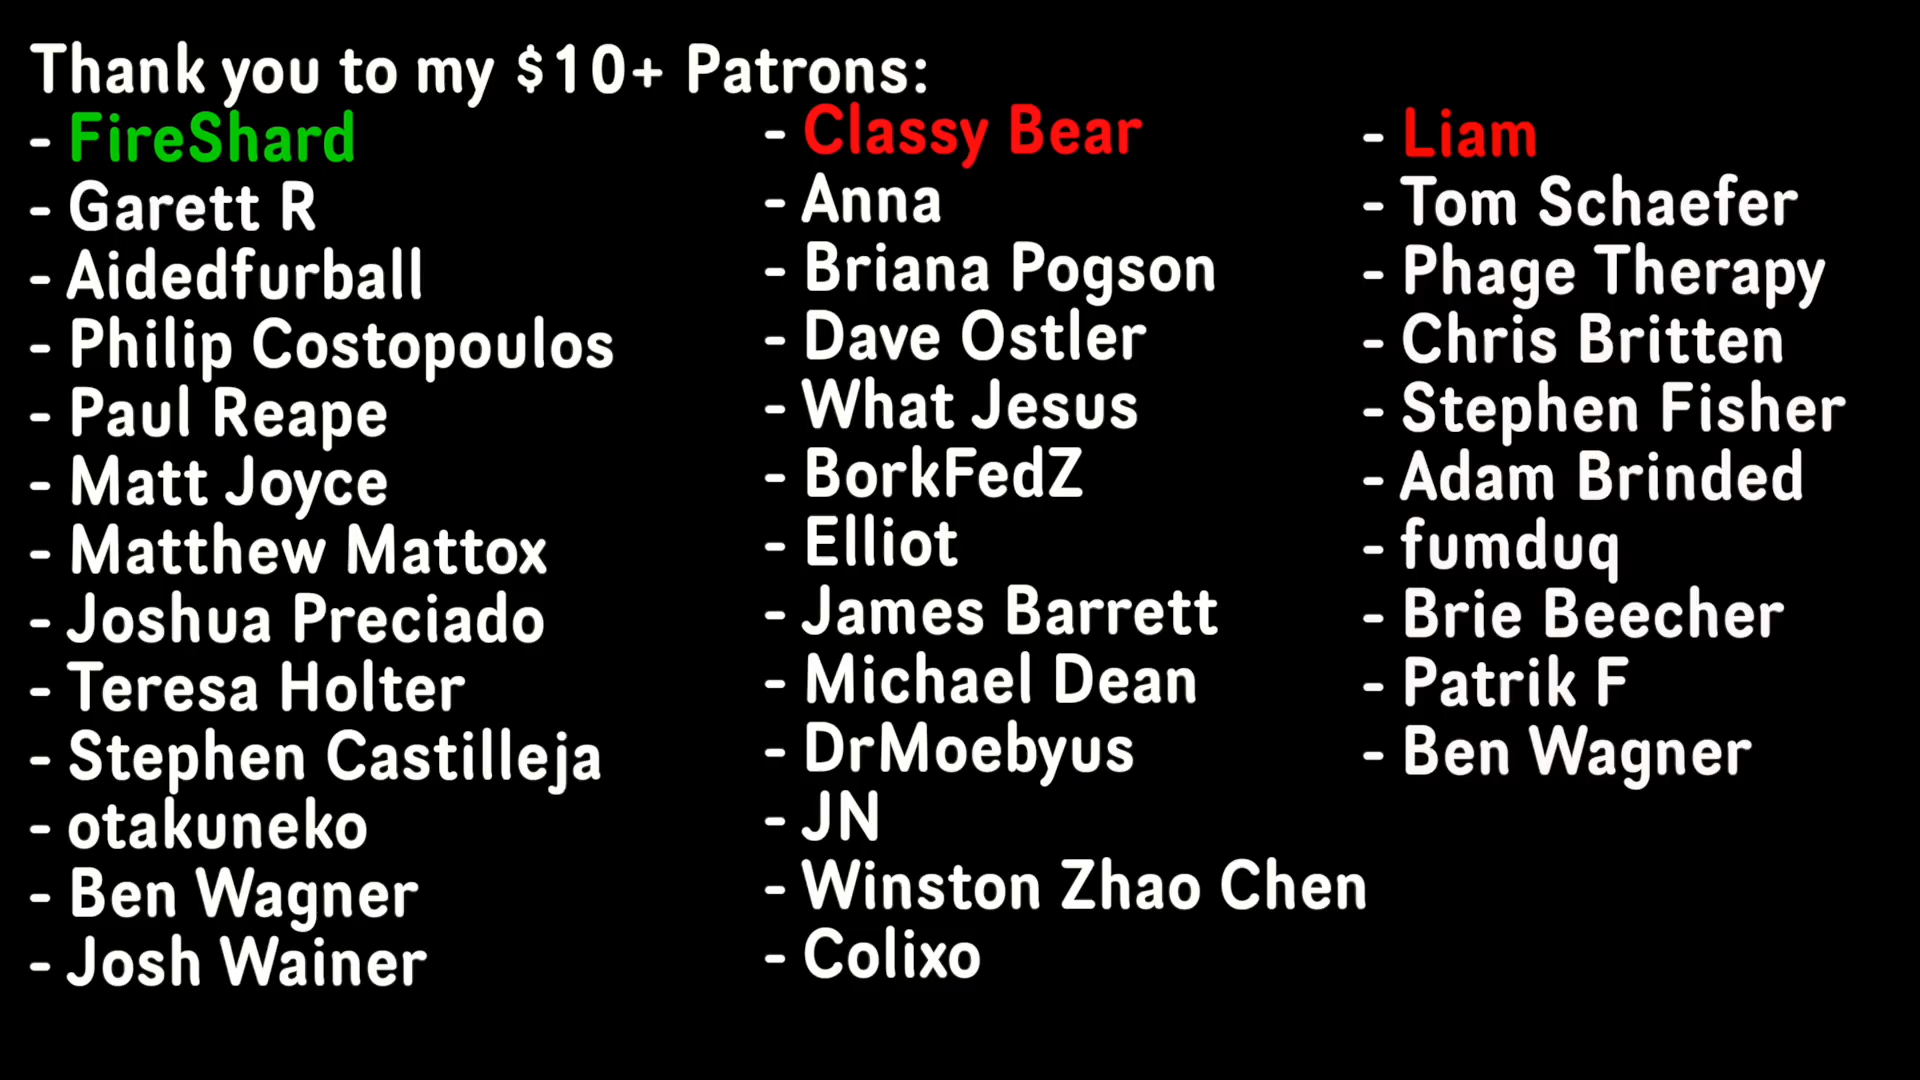 Thank you to my $10+ Patrons:
- FireShard
- Garett R
- Aidedfurball
- Philip Costopoulos
- Paul Reape
- Matt Joyce
- Matthew Mattox
- Joshua Preciado
- Teresa Holter
- Stephen Castilleja
- otakuneko
- Ben Wagner
- Josh Wainer
- Classy Bear
- Anna
- Briana Pogson
- Dave Ostler
- What Jesus
- BorkFedZ
- Elliot
- James Barrett
- Michael Dean
- DrMoebyus
- JN
- Winston Zhao Chen
- Colixo
- Liam
- Tom Schaefer
- Phage Therapy
- Chris Britten
- Stephen Fisher
- Adam Brinded
- fumduq
- Brie Beecher
- Patrik F
- Ben Wagner